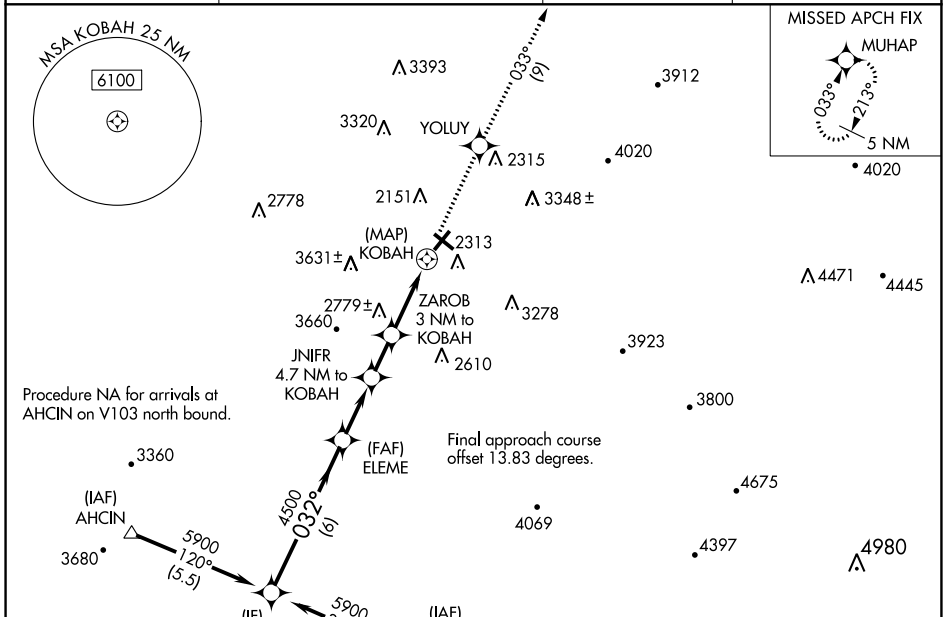 MSA KOBAH 25 NM
6100
3393
033°
(9)
3912
MISSED APCH FIX
MUHAP
033°
213°
5 NM
3320
YOLUY
2315
4020
4020
2778
2151
3348 ±
(MAP)
KOBAH
2313
3631 ±
4471
4445
2779 ±
ZAROB
3 NM to
KOBAH
3278
3660
3923
JNIFR
4.7 NM to
KOBAH
2610
Procedure NA for arrivals at
AHCIN on V103 north bound.
3800
(FAF)
ELEME
Final approach course
offset 13.83 degrees.
3360
4675
(IAF)
AHCIN
4500
032°
(6)
4069
3680
5900
120°
(5.5)
4397
4980
5900
(IF)
(IAF)